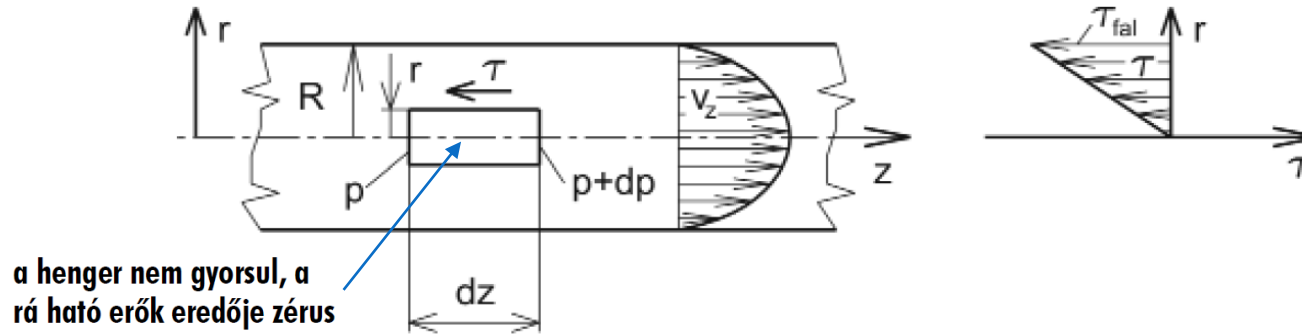 r
R
r
τ
v_z
z
p
p+dp
dz
a henger nem gyorsul, a
rá ható erők eredője zérus
τ_fal
r
τ
τ